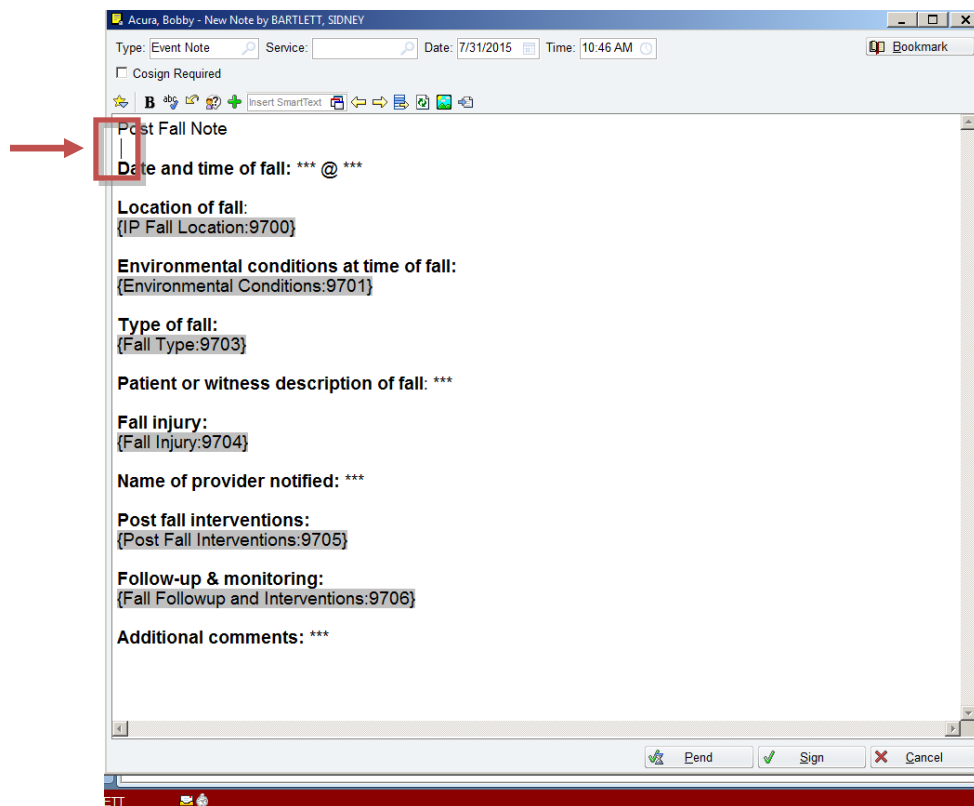 Acura, Bobby - New Note by BARTLETT, SIDNEY
Type: Event Note Service: Date: 7/31/2015 Time: 10:46 AM Bookmark
Cosign Required
B abc Insert SmartText
Post Fall Note
Date and time of fall: *** @ ***
Location of fall:
{IP Fall Location:9700}
Environmental conditions at time of fall:
{Environmental Conditions:9701}
Type of fall:
{Fall Type:9703}
Patient or witness description of fall: ***
Fall injury:
{Fall Injury:9704}
Name of provider notified: ***
Post fall interventions:
{Post Fall Interventions:9705}
Follow-up & monitoring:
{Fall Followup and Interventions:9706}
Additional comments: ***
Pend Sign Cancel
ETT